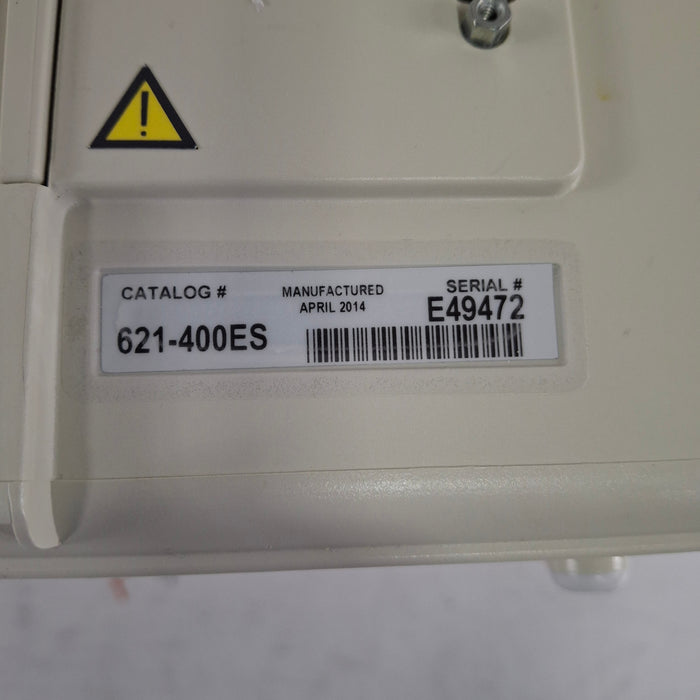 CATALOG #
621-400ES
MANUFACTURED
APRIL 2014
SERIAL #
E49472